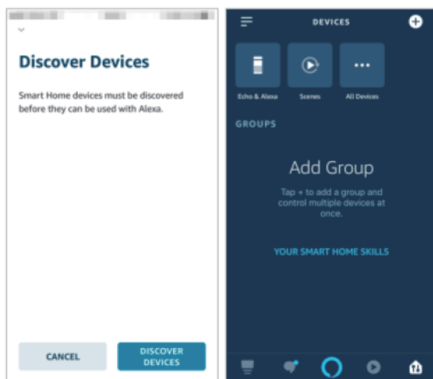 Discover Devices
Smart Home devices must be discovered
before they can be used with Alexa.
CANCEL
DISCOVER
DEVICES
DEVICES
Echo & Alexa
Scenes
All Devices
GROUPS
Add Group
Tap + to add a group and
control multiple devices at
once.
YOUR SMART HOME SKILLS